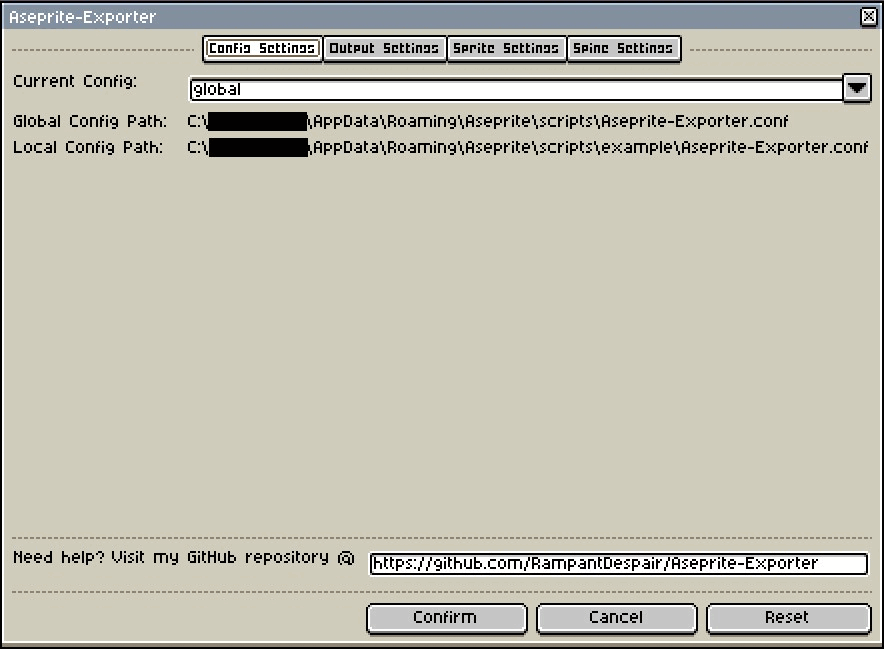 Aseprite-Exporter
Config Settings Output Settings Sprite Settings Spine Settings
Current Config: global
Global Config Path: C:\ \AppData\Roaming\Aseprite\scripts\Aseprite-Exporter.conf
Local Config Path: C:\ \AppData\Roaming\Aseprite\scripts\example\Aseprite-Exporter.conf
Need help? Visit my GitHub repository @ https://github.com/RampantDespair/Aseprite-Exporter
Confirm Cancel Reset